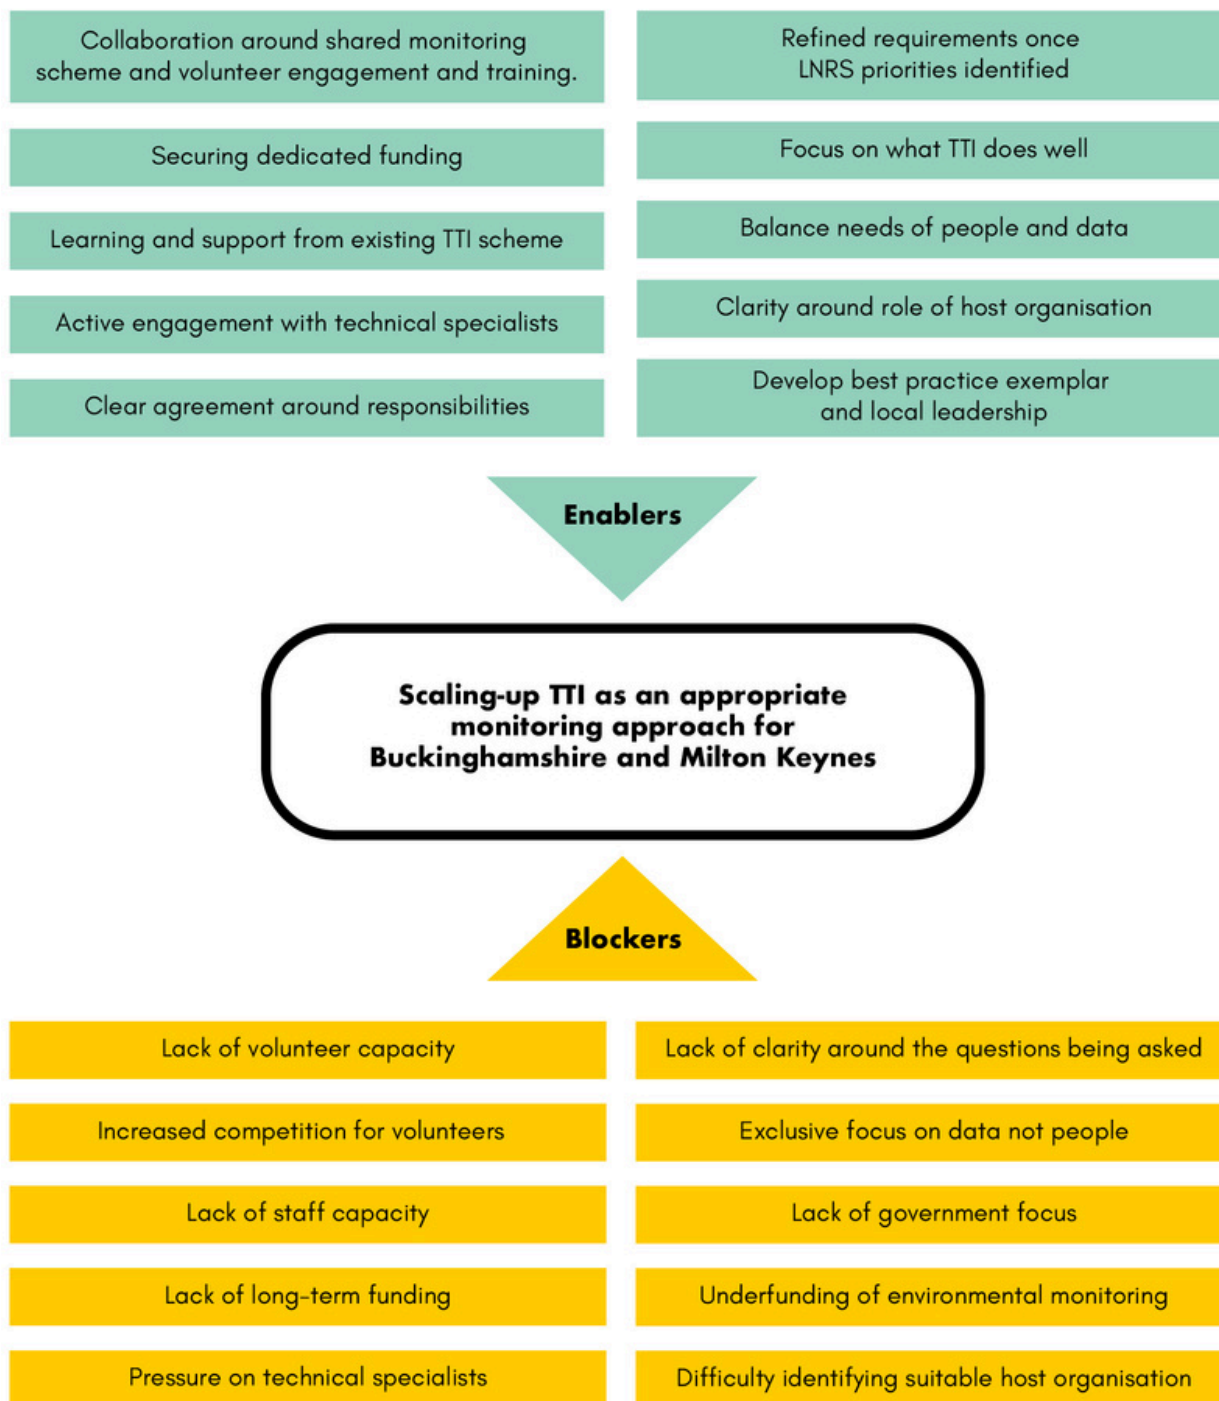 Collaboration around shared monitoring
scheme and volunteer engagement and training.
Securing dedicated funding
Learning and support from existing TTI scheme
Active engagement with technical specialists
Clear agreement around responsibilities
Refined requirements once
LNRS priorities identified
Focus on what TTI does well
Balance needs of people and data
Clarity around role of host organisation
Develop best practice exemplar
and local leadership
Enablers
Scaling-up TTI as an appropriate
monitoring approach for
Buckinghamshire and Milton Keynes
Blockers
Lack of volunteer capacity
Increased competition for volunteers
Lack of staff capacity
Lack of long-term funding
Pressure on technical specialists
Lack of clarity around the questions being asked
Exclusive focus on data not people
Lack of government focus
Underfunding of environmental monitoring
Difficulty identifying suitable host organisation